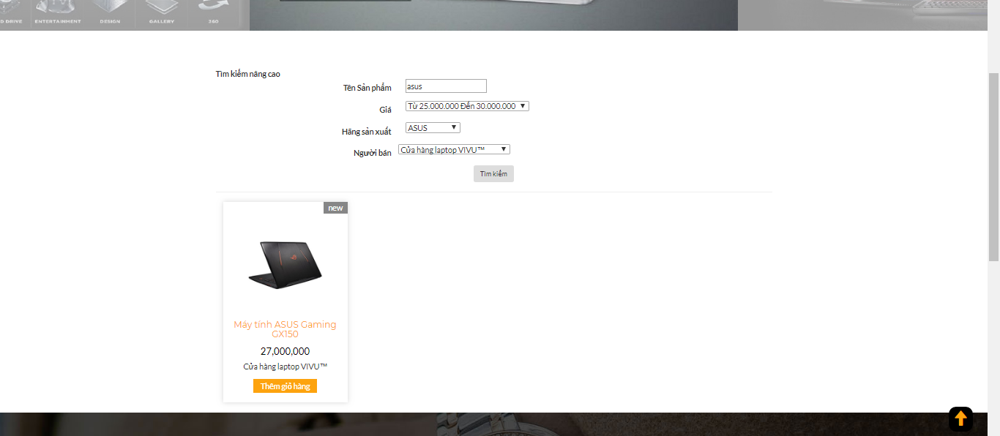 D DRIVE ENTERTAINMENT DESIGN GALLERY 360
Tìm kiếm nâng cao
Tên Sản phẩm asus
Giá Từ 25.000.000 Đến 30.000.000
Hãng sản xuất ASUS
Người bán Cửa hàng laptop VIVU™
Tìm kiếm
new
Máy tính ASUS Gaming
GX150
27,000,000
Cửa hàng laptop VIVU™
Thêm giỏ hàng